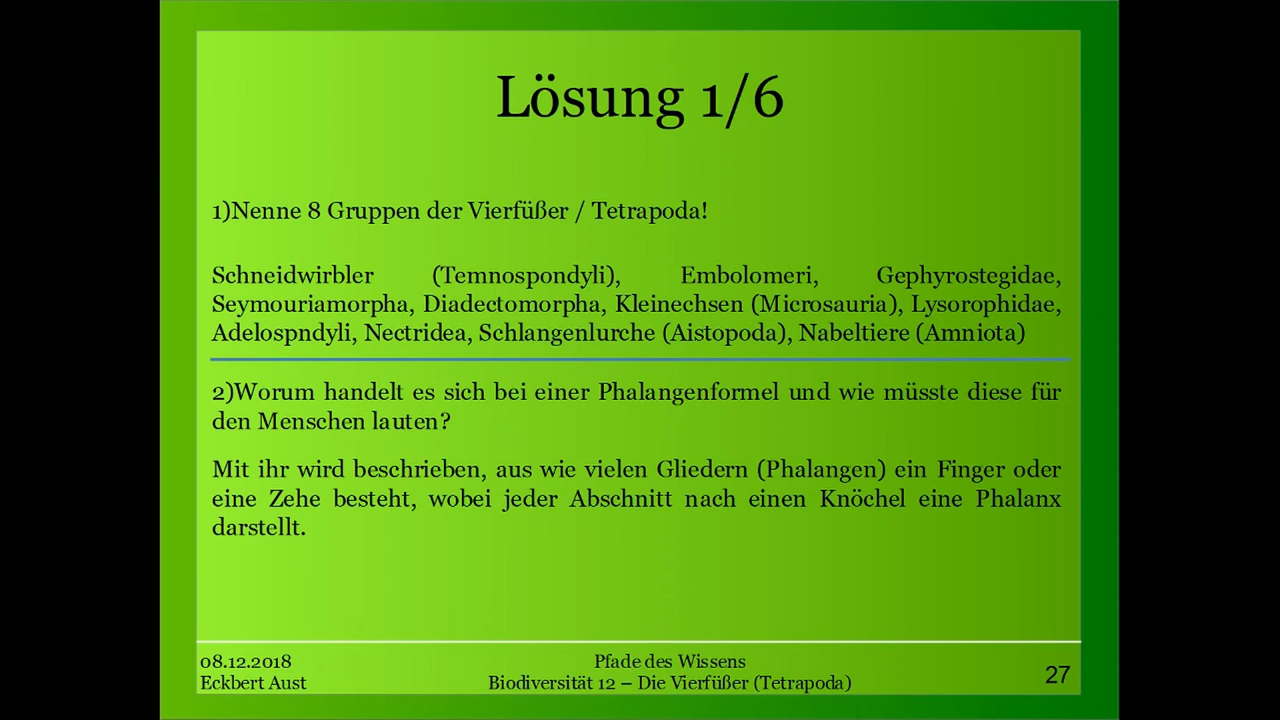 Lösung 1/6
1)Nenne 8 Gruppen der Vierfüßer / Tetrapoda!
Schneidwirbler (Temnospondyli), Embolomeri, Gephyrostegidae,
Seymouriamorpha, Diadectomorpha, Kleinechsen (Microsauria), Lysorophidae,
Adelospndyli, Nectridea, Schlangenlurche (Aistopoda), Nabeltiere (Amniota)
2)Worum handelt es sich bei einer Phalangenformel und wie müsste diese für
den Menschen lauten?
Mit ihr wird beschrieben, aus wie vielen Gliedern (Phalangen) ein Finger oder
eine Zehe besteht, wobei jeder Abschnitt nach einen Knöchel eine Phalanx
darstellt.
08.12.2018
Eckbert Aust
Pfade des Wissens
Biodiversität 12 – Die Vierfüßer (Tetrapoda)
27